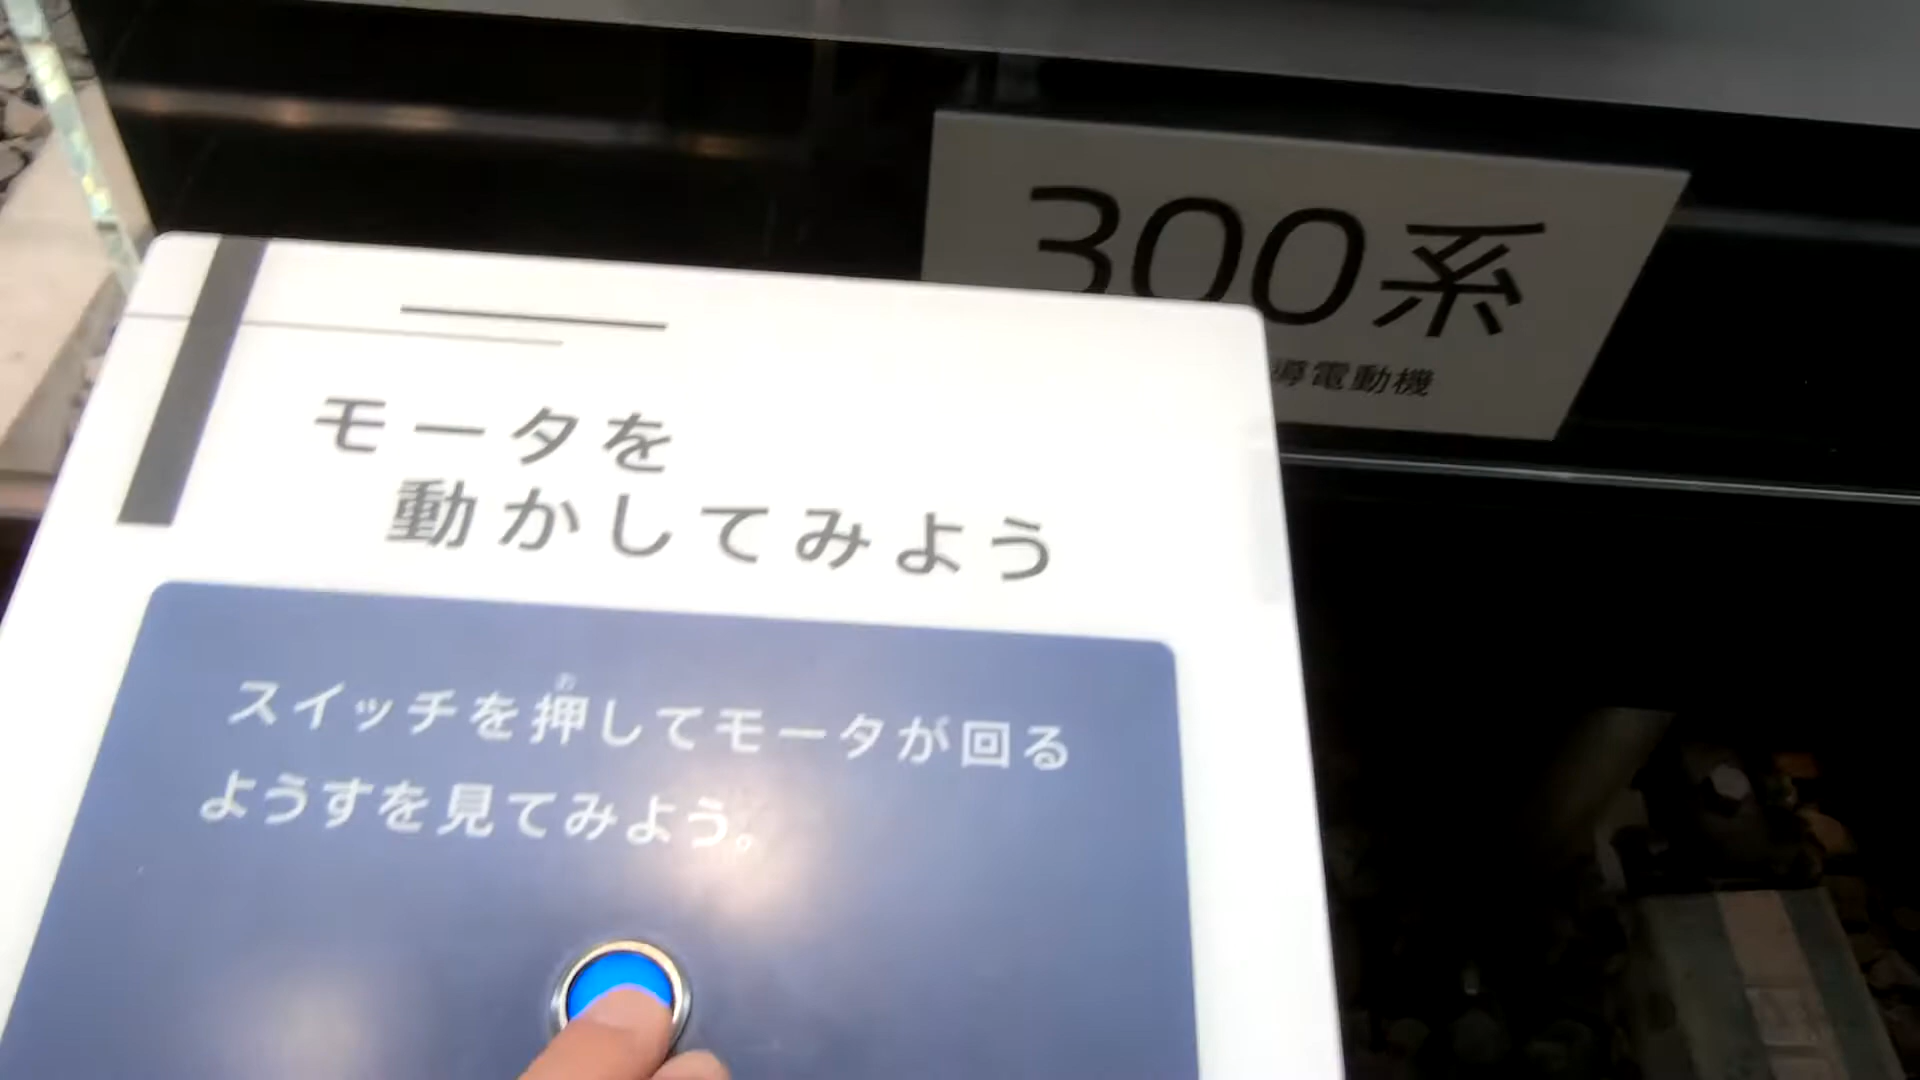 300系
導電動機
モータを
動かしてみよう
お
スイッチを押してモータが回る
ようすを見てみよう。